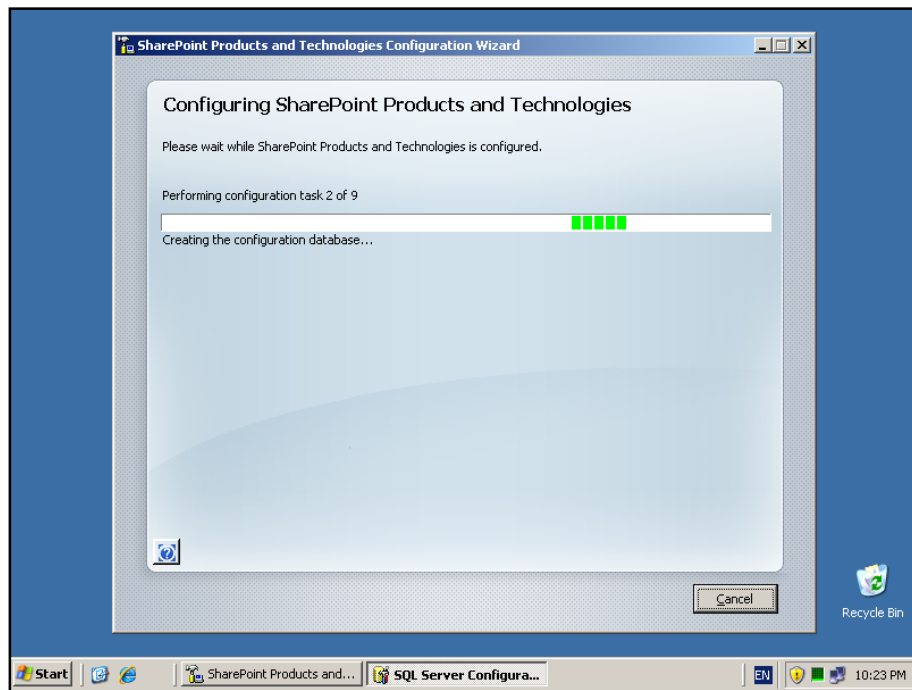 SharePoint Products and Technologies Configuration Wizard
Configuring SharePoint Products and Technologies
Please wait while SharePoint Products and Technologies is configured.
Performing configuration task 2 of 9
Creating the configuration database...
Cancel
Recycle Bin
Start
SharePoint Products and...
SQL Server Configura...
EN
10:23 PM